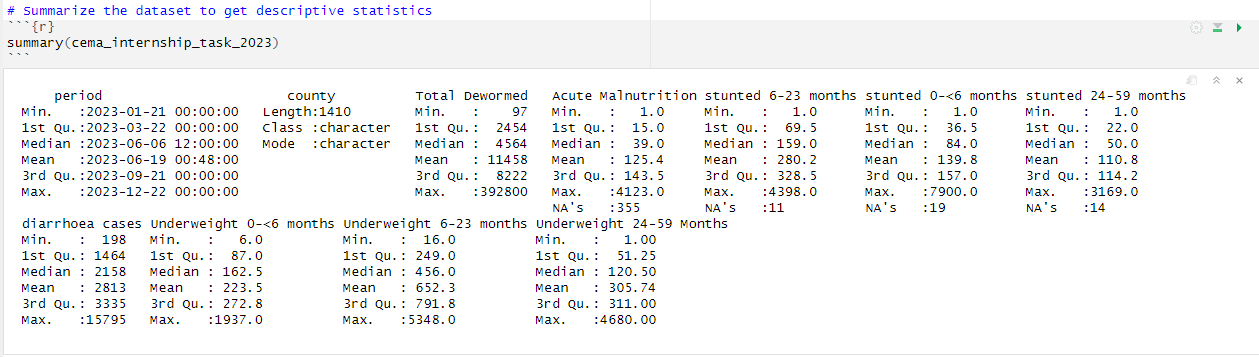 # Summarize the dataset to get descriptive statistics
```{r}
summary(cema_internship_task_2023)
```
period county Total Dewormed Acute Malnutrition stunted 6-23 months stunted 0-<6 months stunted 24-59 months
Min. :2023-01-21 00:00:00 Length:1410 Min. : 97 Min. : 1.0 Min. : 1.0 Min. : 1.0 Min. : 1.0
1st Qu.:2023-03-22 00:00:00 Class :character 1st Qu.: 2454 1st Qu.: 15.0 1st Qu.: 69.5 1st Qu.: 36.5 1st Qu.: 22.0
Median :2023-06-06 12:00:00 Mode :character Median : 4564 Median : 39.0 Median : 159.0 Median : 84.0 Median : 50.0
Mean :2023-06-19 00:48:00 Mean : 11458 Mean : 125.4 Mean : 280.2 Mean : 139.8 Mean : 110.8
3rd Qu.:2023-09-21 00:00:00 3rd Qu.: 8222 3rd Qu.: 143.5 3rd Qu.: 328.5 3rd Qu.: 157.0 3rd Qu.: 114.2
Max. :2023-12-22 00:00:00 Max. :392800 Max. :4123.0 Max. :4398.0 Max. :7900.0 Max. :3169.0
NA's :355 NA's :11 NA's :19 NA's :14
diarrhoea cases Underweight 0-<6 months Underweight 6-23 months Underweight 24-59 Months
Min. : 198 Min. : 6.0 Min. : 16.0 Min. : 1.00
1st Qu.: 1464 1st Qu.: 87.0 1st Qu.: 249.0 1st Qu.: 51.25
Median : 2158 Median : 162.5 Median : 456.0 Median : 120.50
Mean : 2813 Mean : 223.5 Mean : 652.3 Mean : 305.74
3rd Qu.: 3335 3rd Qu.: 272.8 3rd Qu.: 791.8 3rd Qu.: 311.00
Max. :15795 Max. :1937.0 Max. :5348.0 Max. :4680.00